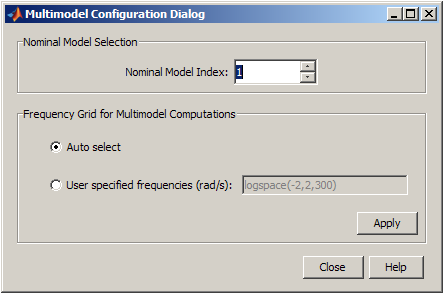 Multimodel Configuration Dialog
Nominal Model Selection
Nominal Model Index: 1
Frequency Grid for Multimodel Computations
Auto select
User specified frequencies (rad/s): logspace(-2,2,300)
Apply
Close Help